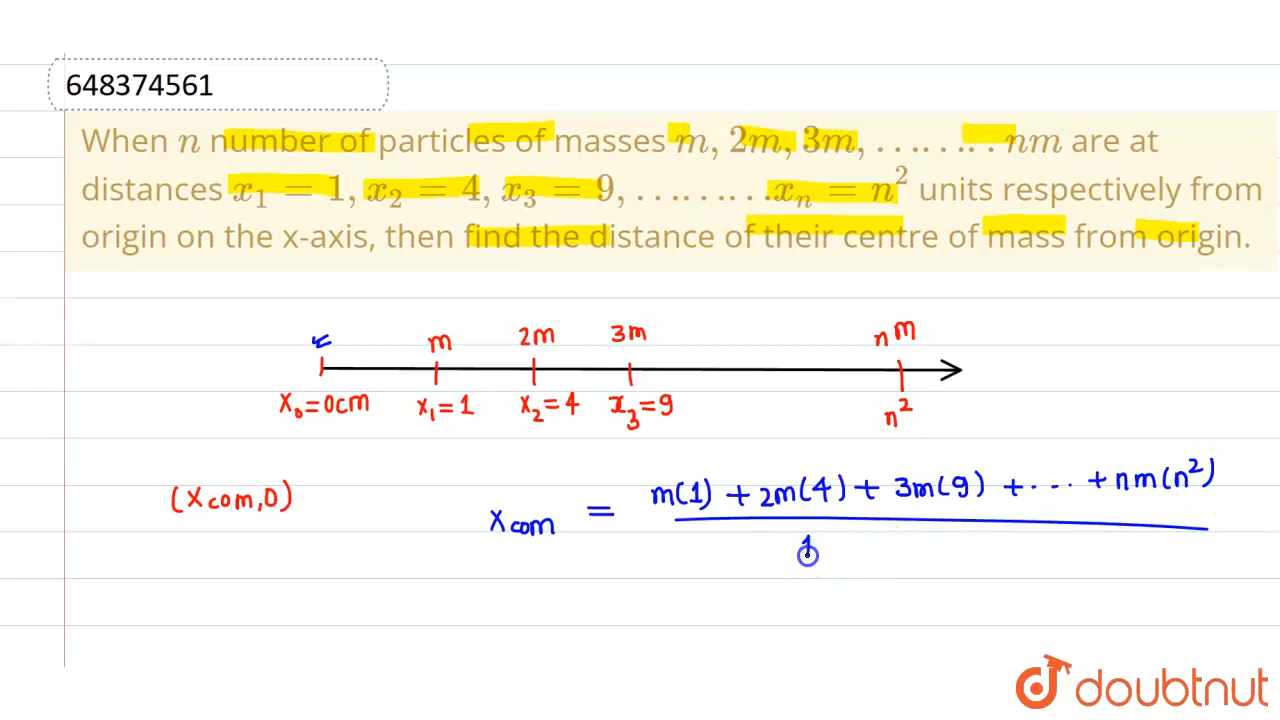 648374561
When n number of particles of masses m, 2m, 3m, ……… nm are at
distances x₁ = 1, x₂ = 4, x₃ = 9, ………xₙ = n² units respectively from
origin on the x-axis, then find the distance of their centre of mass from origin.
m 2m 3m n m
x₀=0cm x₁=1 x₂=4 x₃=9 n²
(xcom,0)
xcom = m(1) + 2m(4) + 3m(9) + ... + nm(n²)
1
doubtnut